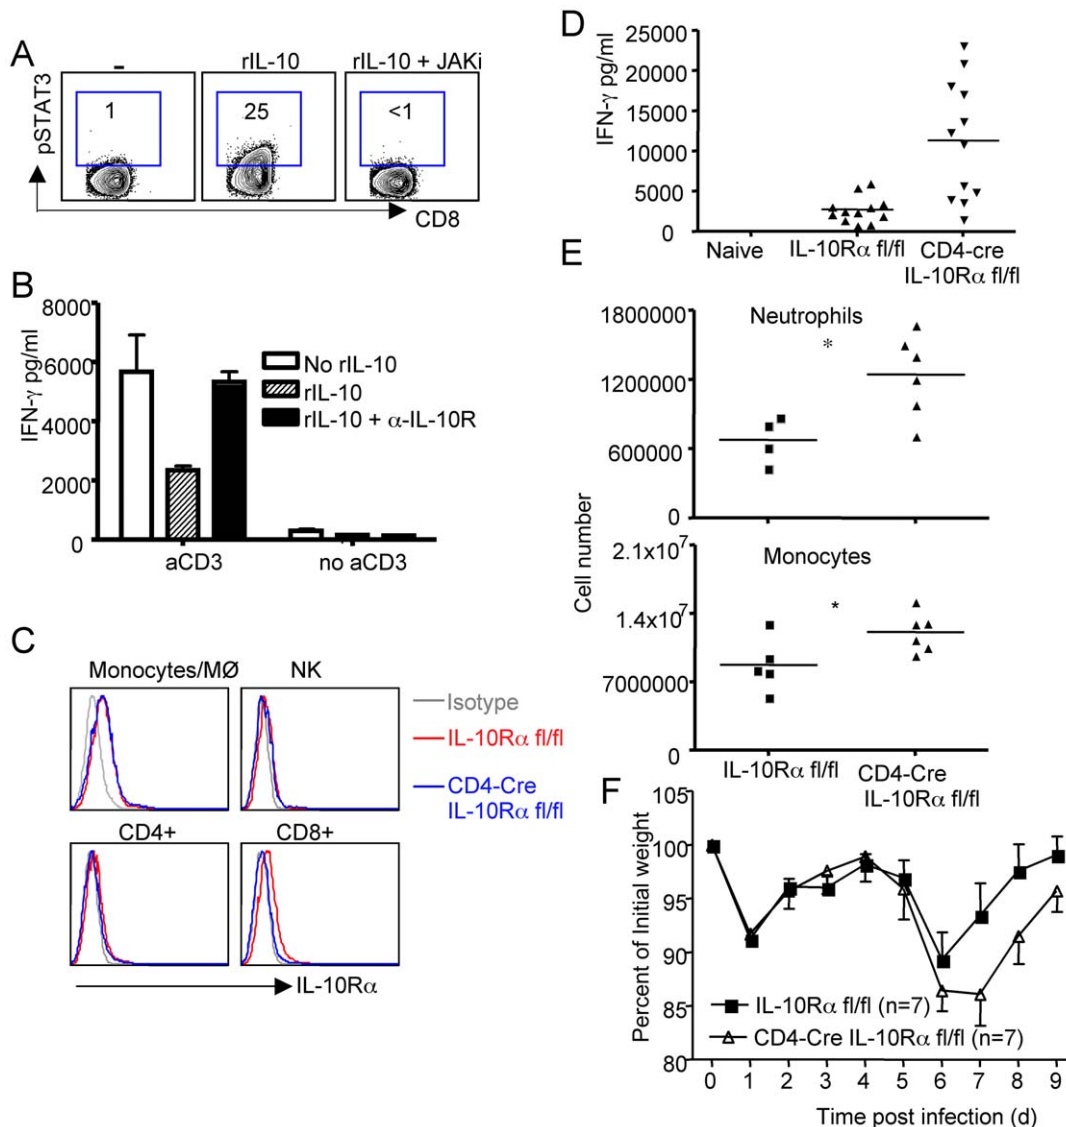 A
-
rIL-10
rIL-10 + JAKi
pSTAT3
1
25
<1
CD8
B
IFN-γ pg/ml
8000
6000
4000
2000
0
No rIL-10
rIL-10
rIL-10 + α-IL-10R
aCD3
no aCD3
C
Monocytes/MØ
NK
CD4+
CD8+
IL-10Rα
Isotype
IL-10Rα fl/fl
CD4-Cre
IL-10Rα fl/fl
D
IFN-γ pg/ml
25000
20000
15000
10000
5000
0
Naive
IL-10Rα fl/fl
CD4-cre
IL-10Rα fl/fl
E
Cell number
1800000
1200000
600000
0
Neutrophils
*
2.1x10⁷
1.4x10⁷
7000000
0
Monocytes
*
IL-10Rα fl/fl
CD4-Cre
IL-10Rα fl/fl
F
Percent of Initial weight
105
100
95
90
85
80
IL-10Rα fl/fl (n=7)
CD4-Cre IL-10Rα fl/fl (n=7)
0 1 2 3 4 5 6 7 8 9
Time post infection (d)